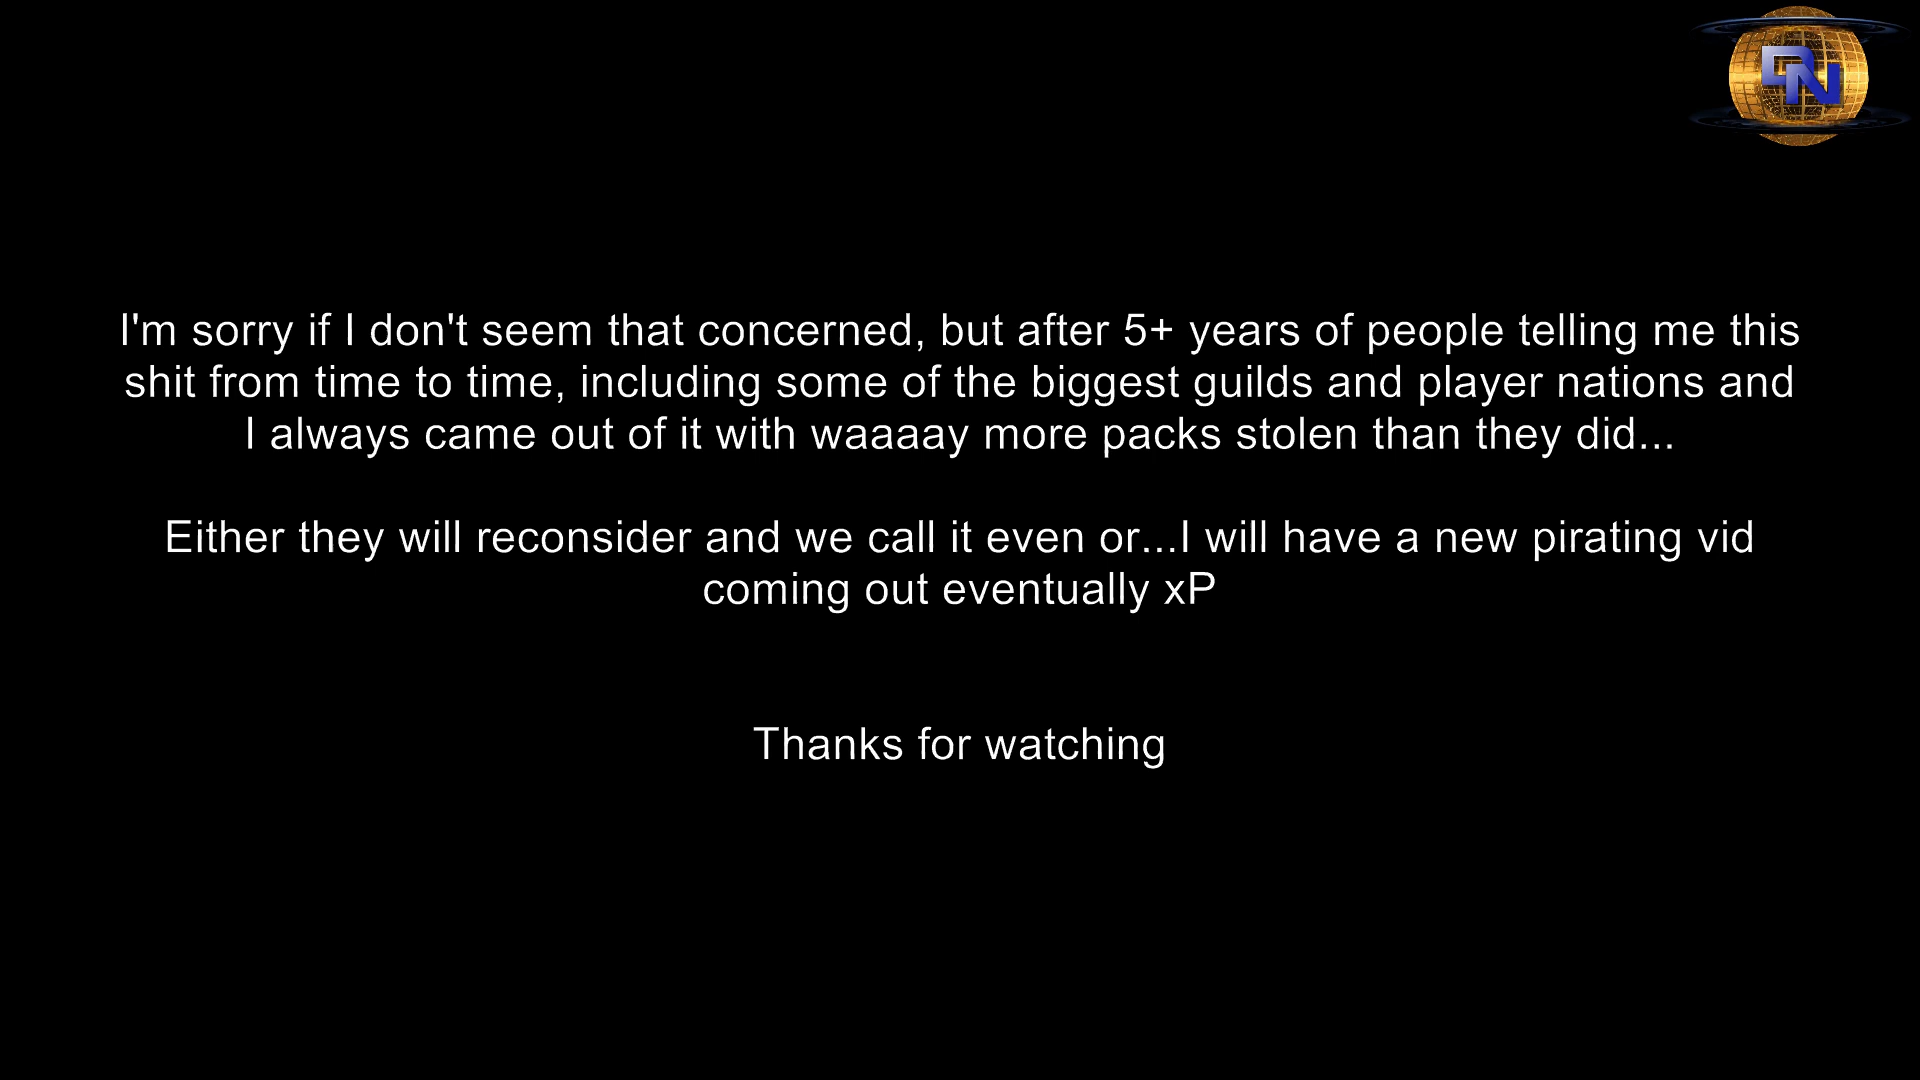 DN
I'm sorry if I don't seem that concerned, but after 5+ years of people telling me this
shit from time to time, including some of the biggest guilds and player nations and
I always came out of it with waaaay more packs stolen than they did...
Either they will reconsider and we call it even or...I will have a new pirating vid
coming out eventually xP
Thanks for watching